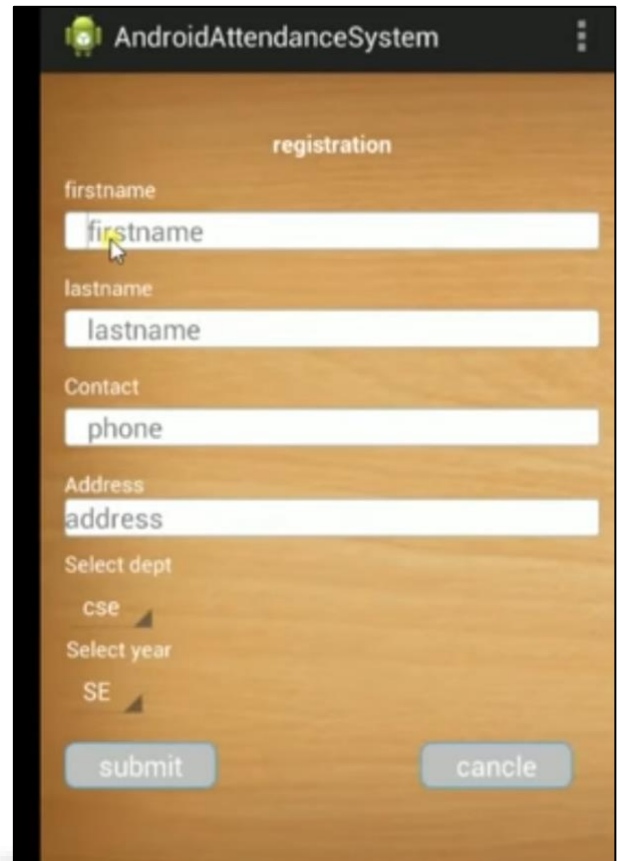 AndroidAttendanceSystem
registration
firstname
firstname
lastname
lastname
Contact
phone
Address
address
Select dept
cse
Select year
SE
submit cancle